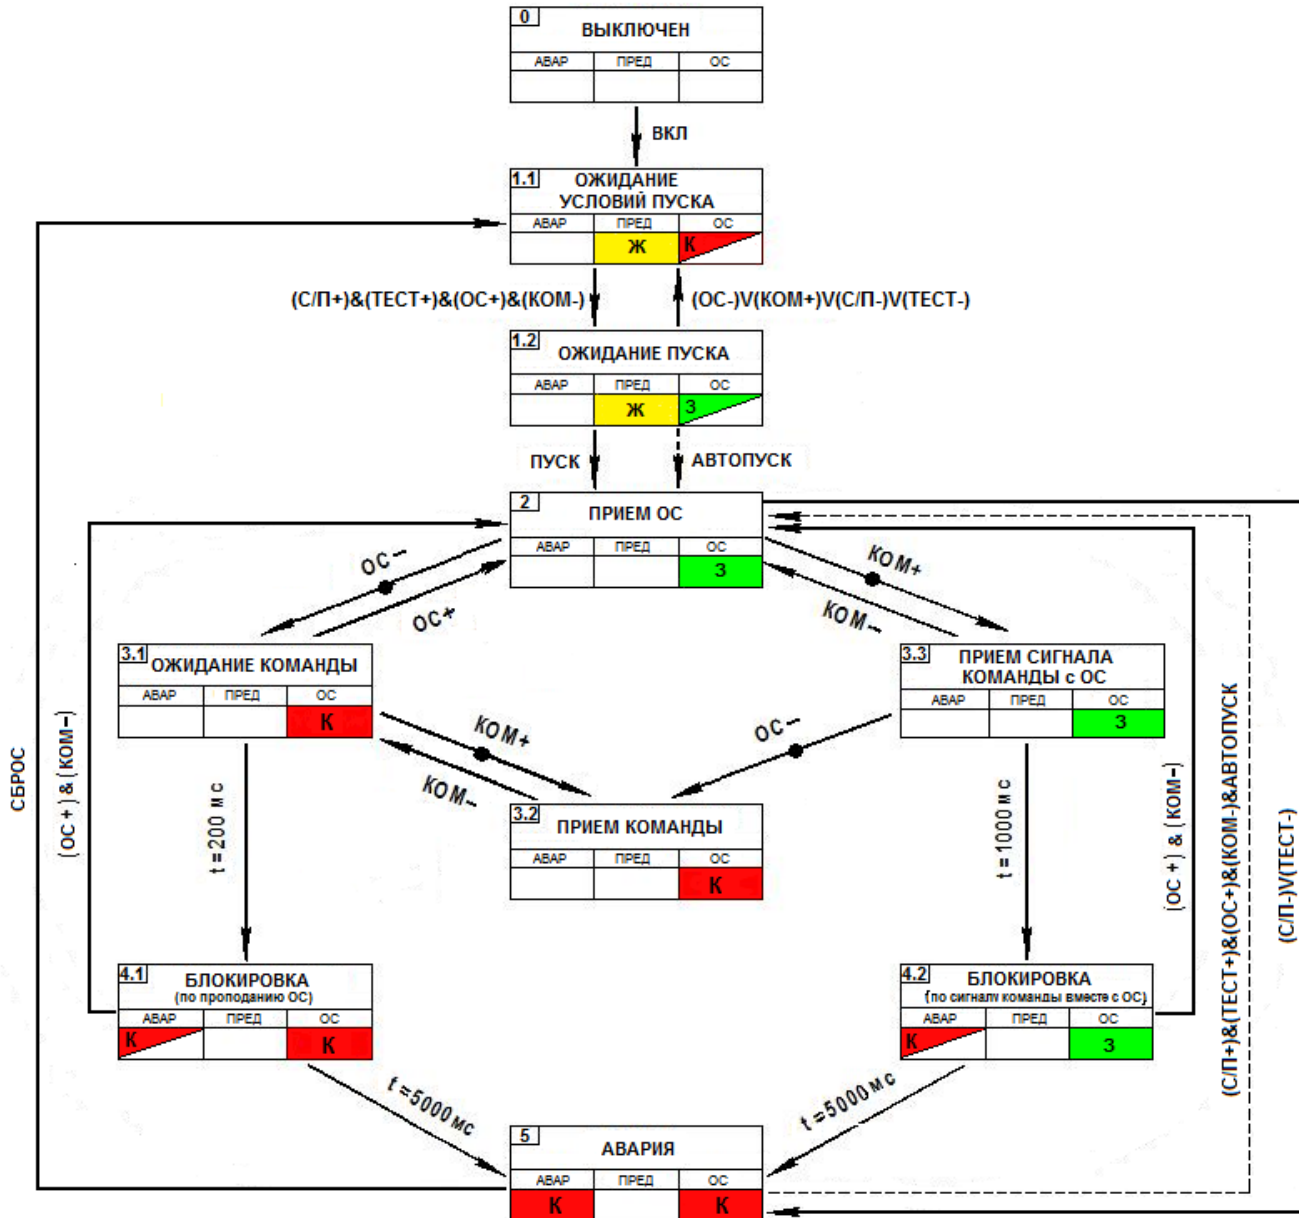 0
ВЫКЛЮЧЕН
АВАР ПРЕД ОС
ВКЛ
1.1
ОЖИДАНИЕ
УСЛОВИЙ ПУСКА
АВАР ПРЕД ОС
Ж К
(С/П+)&(ТЕСТ+)&(ОС+)&(КОМ-)
(ОС-)V(КОМ+)V(С/П-)V(ТЕСТ-)
1.2
ОЖИДАНИЕ ПУСКА
АВАР ПРЕД ОС
Ж З
ПУСК
АВТОПУСК
2
ПРИЕМ ОС
АВАР ПРЕД ОС
З
ОС–
ОС+
КОМ+
КОМ–
3.1
ОЖИДАНИЕ КОМАНДЫ
АВАР ПРЕД ОС
К
3.3
ПРИЕМ СИГНАЛА
КОМАНДЫ с ОС
АВАР ПРЕД ОС
З
КОМ+
КОМ–
ОС–
3.2
ПРИЕМ КОМАНДЫ
АВАР ПРЕД ОС
К
СБРОС
(ОС +) & (КОМ–)
t = 200 мс
t = 1000 мс
(ОС +) & (КОМ–)
(С/П+)&(ТЕСТ+)&(ОС+)&(КОМ-)&АВТОПУСК
(С/П-)V(ТЕСТ-)
4.1
БЛОКИРОВКА
(по проподанию ОС)
АВАР ПРЕД ОС
К К
4.2
БЛОКИРОВКА
(по сигналу команды вместе с ОС)
АВАР ПРЕД ОС
К З
t = 5000 мс
t = 5000 мс
5
АВАРИЯ
АВАР ПРЕД ОС
К К